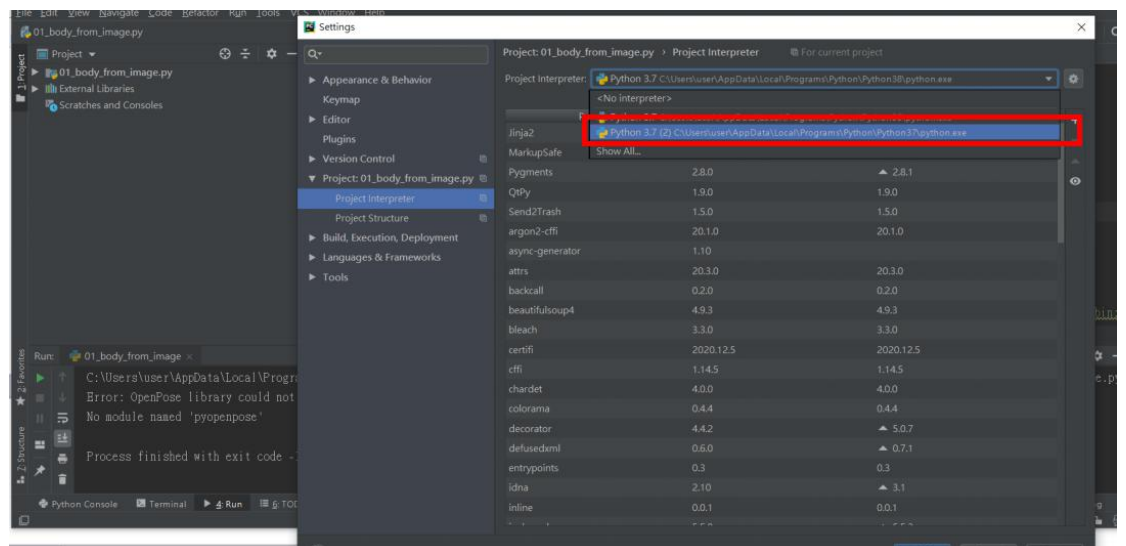 File Edit View Navigate Code Refactor Run Tools VCS Window Help
01_body_from_image.py
1: Project
Project
01_body_from_image.py
External Libraries
Scratches and Consoles
Settings
Appearance & Behavior
Keymap
Editor
Plugins
Version Control
Project: 01_body_from_image.py
Project Interpreter
Project Structure
Build, Execution, Deployment
Languages & Frameworks
Tools
Project: 01_body_from_image.py › Project Interpreter For current project
Project Interpreter: Python 3.7 C:\Users\user\AppData\Local\Programs\Python\Python38\python.exe
<No interpreter>
Python 3.7 (2) C:\Users\user\AppData\Local\Programs\Python\Python37\python.exe
Show All...
Jinja2
MarkupSafe
Pygments 2.8.0 2.8.1
QtPy 1.9.0 1.9.0
Send2Trash 1.5.0 1.5.0
argon2-cffi 20.1.0 20.1.0
async-generator 1.10
attrs 20.3.0 20.3.0
backcall 0.2.0 0.2.0
beautifulsoup4 4.9.3 4.9.3
bleach 3.3.0 3.3.0
certifi 2020.12.5 2020.12.5
cffi 1.14.5 1.14.5
chardet 4.0.0 4.0.0
colorama 0.4.4 0.4.4
decorator 4.4.2 5.0.7
defusedxml 0.6.0 0.7.1
entrypoints 0.3 0.3
idna 2.10 3.1
inline 0.0.1 0.0.1
2: Favorites
Z: Structure
Run: 01_body_from_image
C:\Users\user\AppData\Local\Progr
Error: OpenPose library could not
No module named 'pyopenpose'
Process finished with exit code -
Python Console Terminal 4: Run 6: TOD